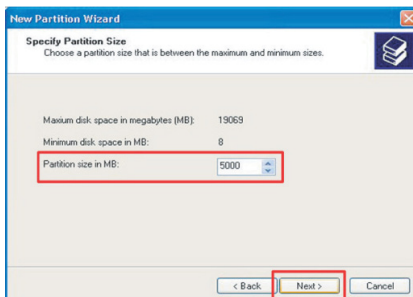 New Partition Wizard
Specify Partition Size
Choose a partition size that is between the maximum and minimum sizes.
Maxium disk space in megabytes (MB): 19069
Minimum disk space in MB: 8
Partition size in MB: 5000
< Back Next > Cancel